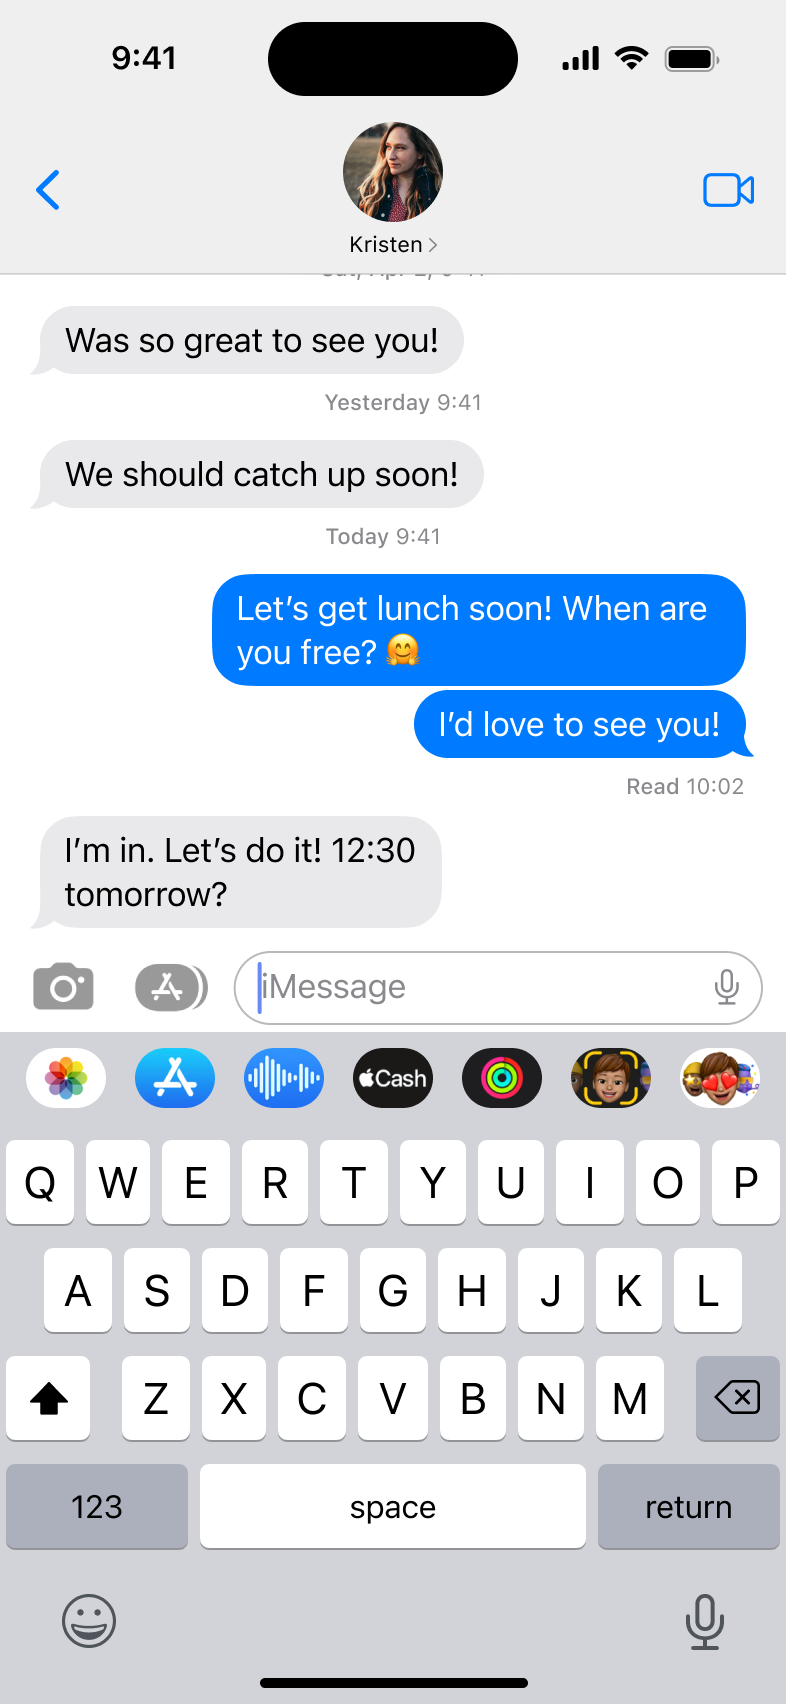 9:41
Kristen
Was so great to see you!
Yesterday 9:41
We should catch up soon!
Today 9:41
Let’s get lunch soon! When are
you free? 🤗
I’d love to see you!
Read 10:02
I’m in. Let’s do it! 12:30
tomorrow?
iMessage
Cash
Q W E R T Y U I O P
A S D F G H J K L
Z X C V B N M
123 space return